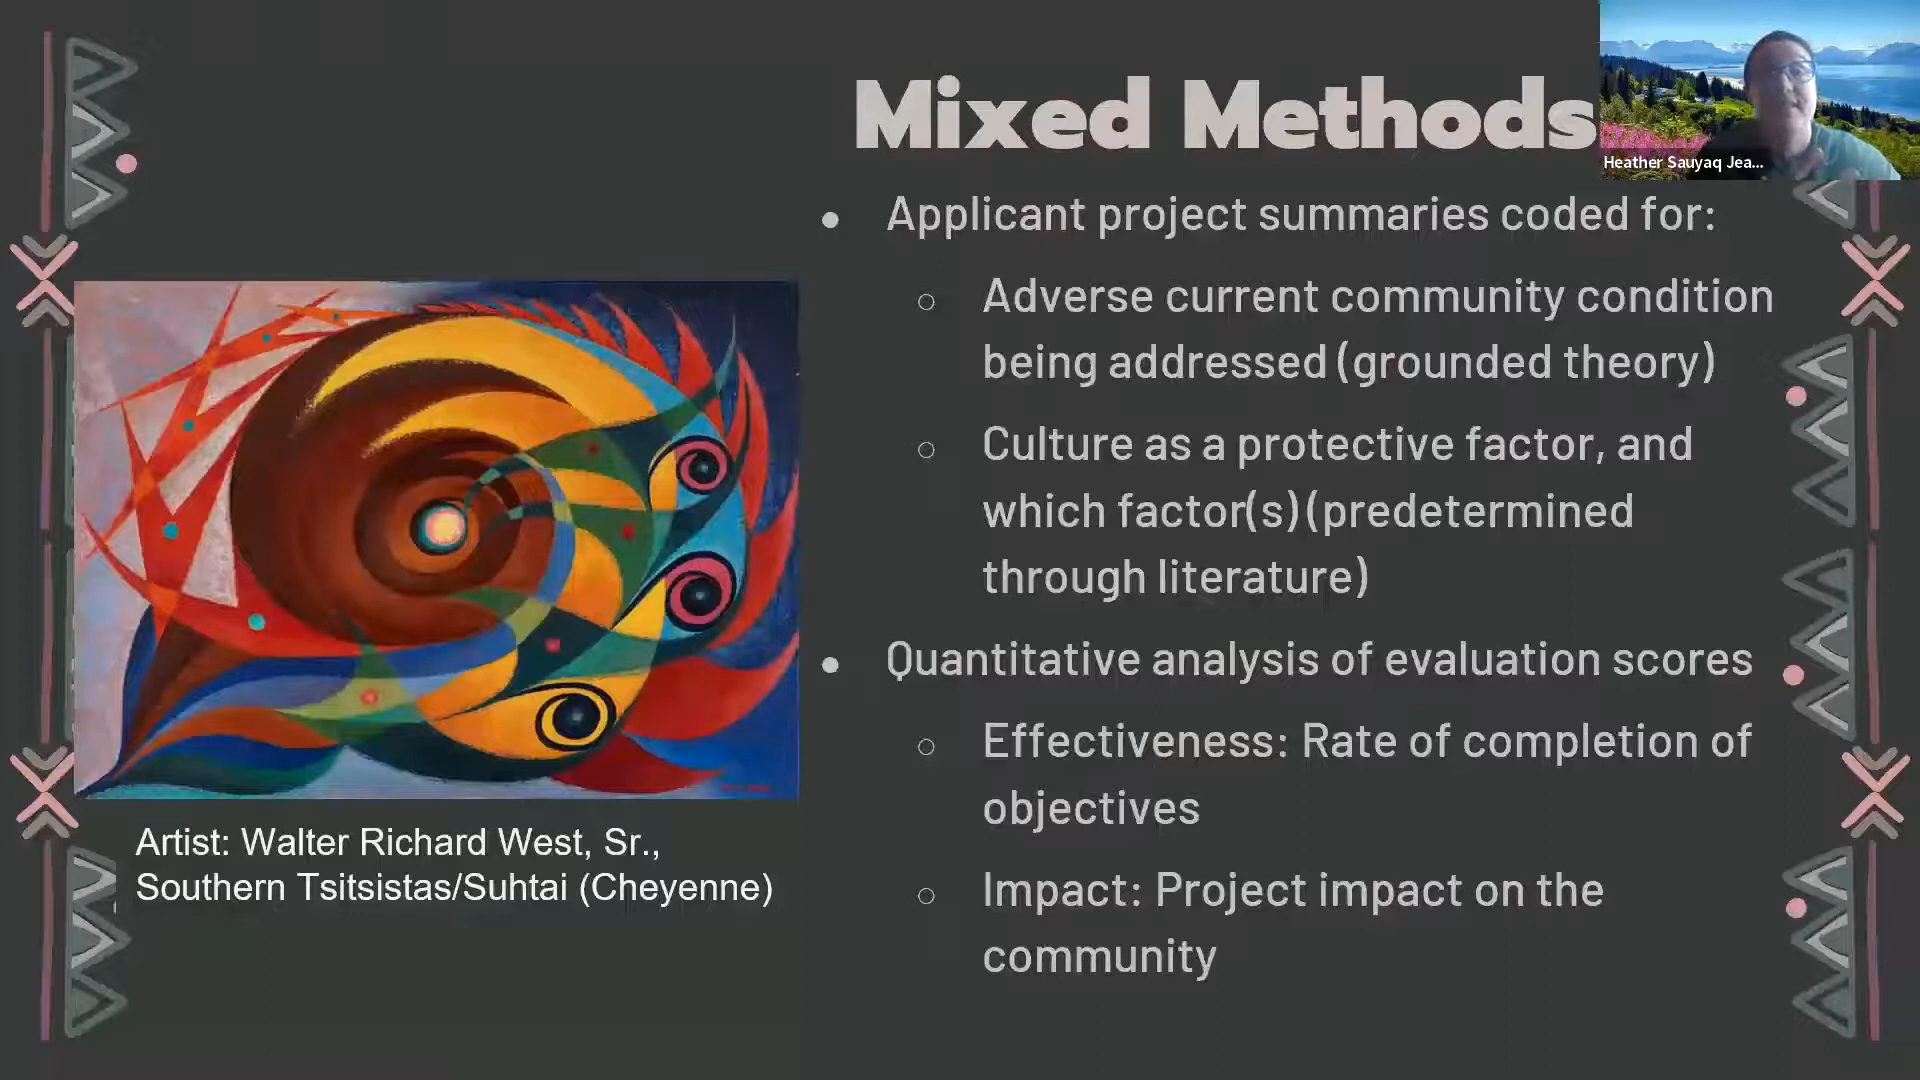 Mixed Methods
Heather Sauyaq Jea...
● Applicant project summaries coded for:
○ Adverse current community condition
being addressed (grounded theory)
○ Culture as a protective factor, and
which factor(s) (predetermined
through literature)
● Quantitative analysis of evaluation scores
○ Effectiveness: Rate of completion of
objectives
○ Impact: Project impact on the
community
Artist: Walter Richard West, Sr.,
Southern Tsitsistas/Suhtai (Cheyenne)